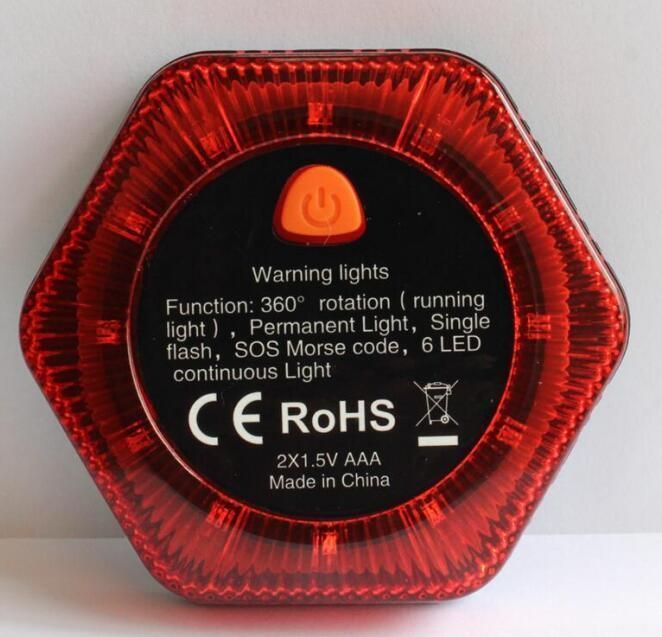 Warning lights
Function: 360° rotation ( running
light ) , Permanent Light, Single
flash, SOS Morse code, 6 LED
continuous Light
CE RoHS
2X1.5V AAA
Made in China